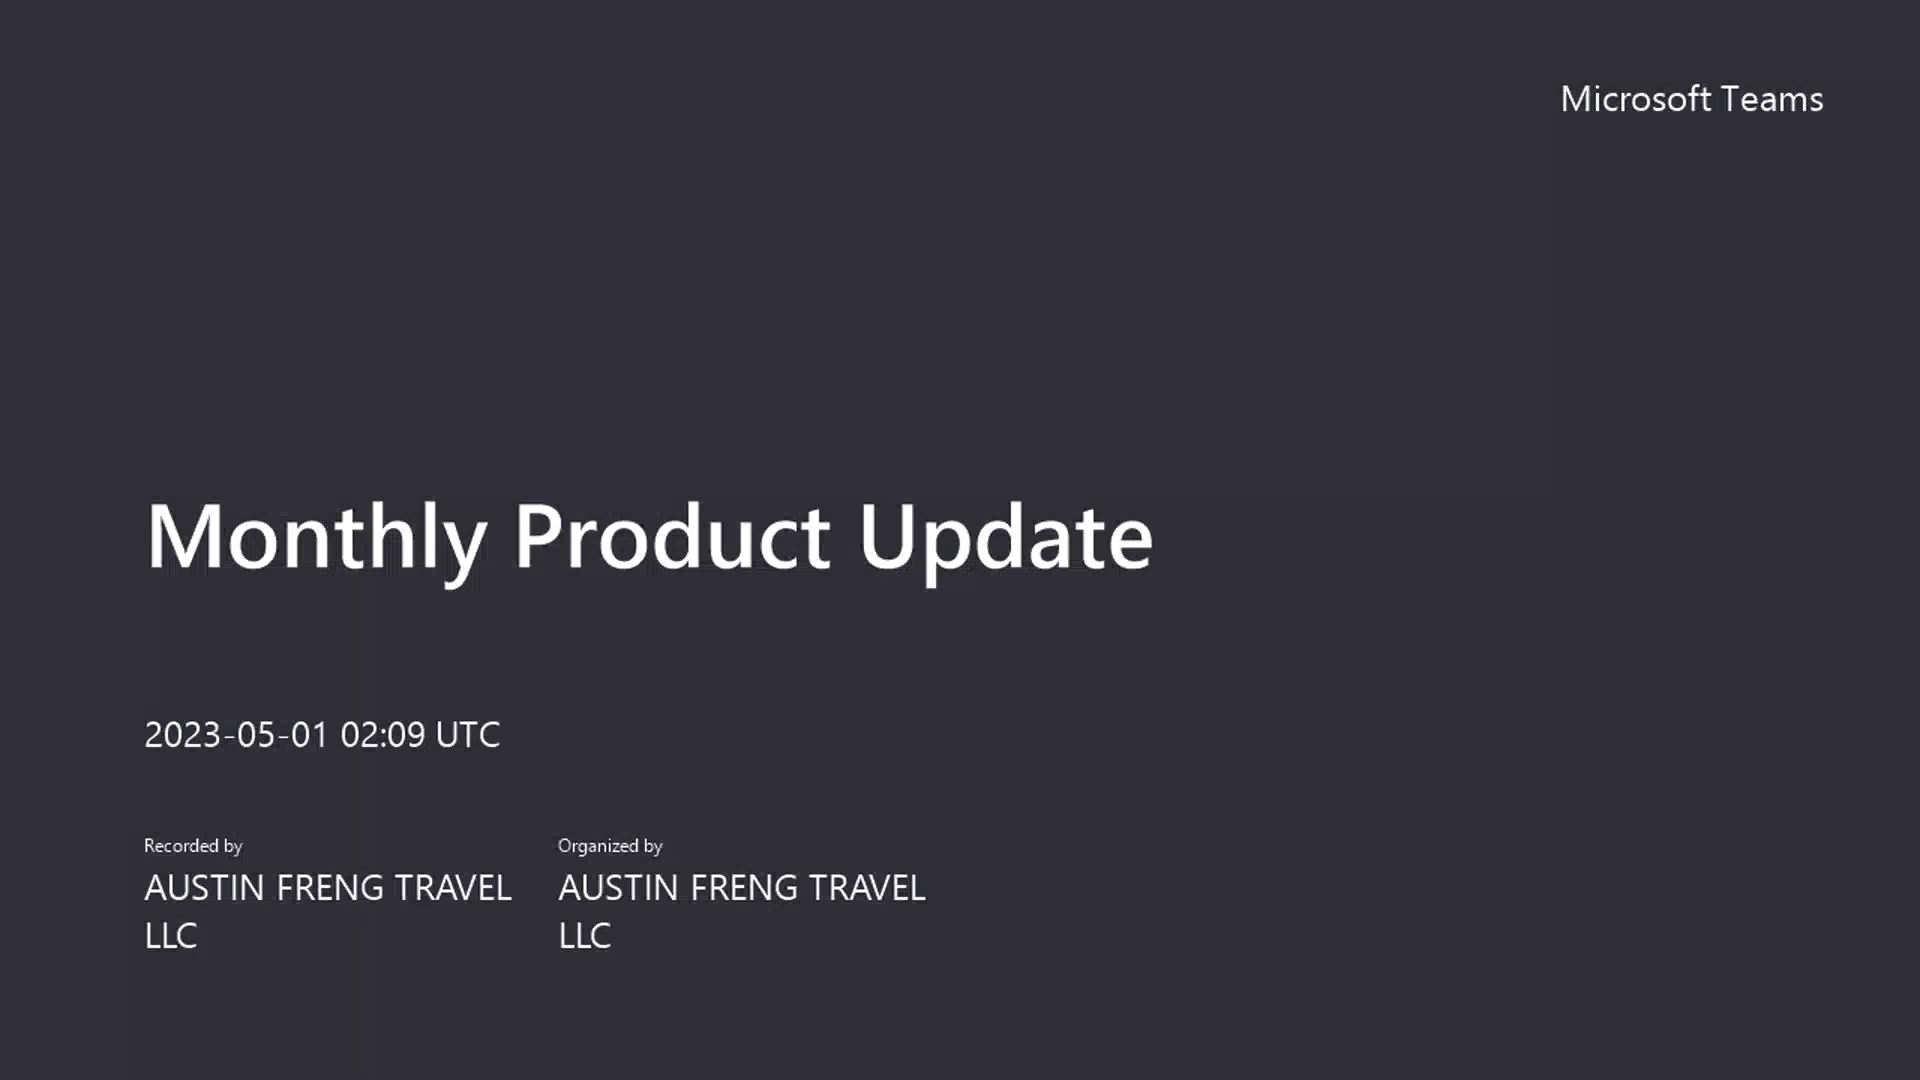 Microsoft Teams
Monthly Product Update
2023-05-01 02:09 UTC
Recorded by
AUSTIN FRENG TRAVEL
LLC
Organized by
AUSTIN FRENG TRAVEL
LLC